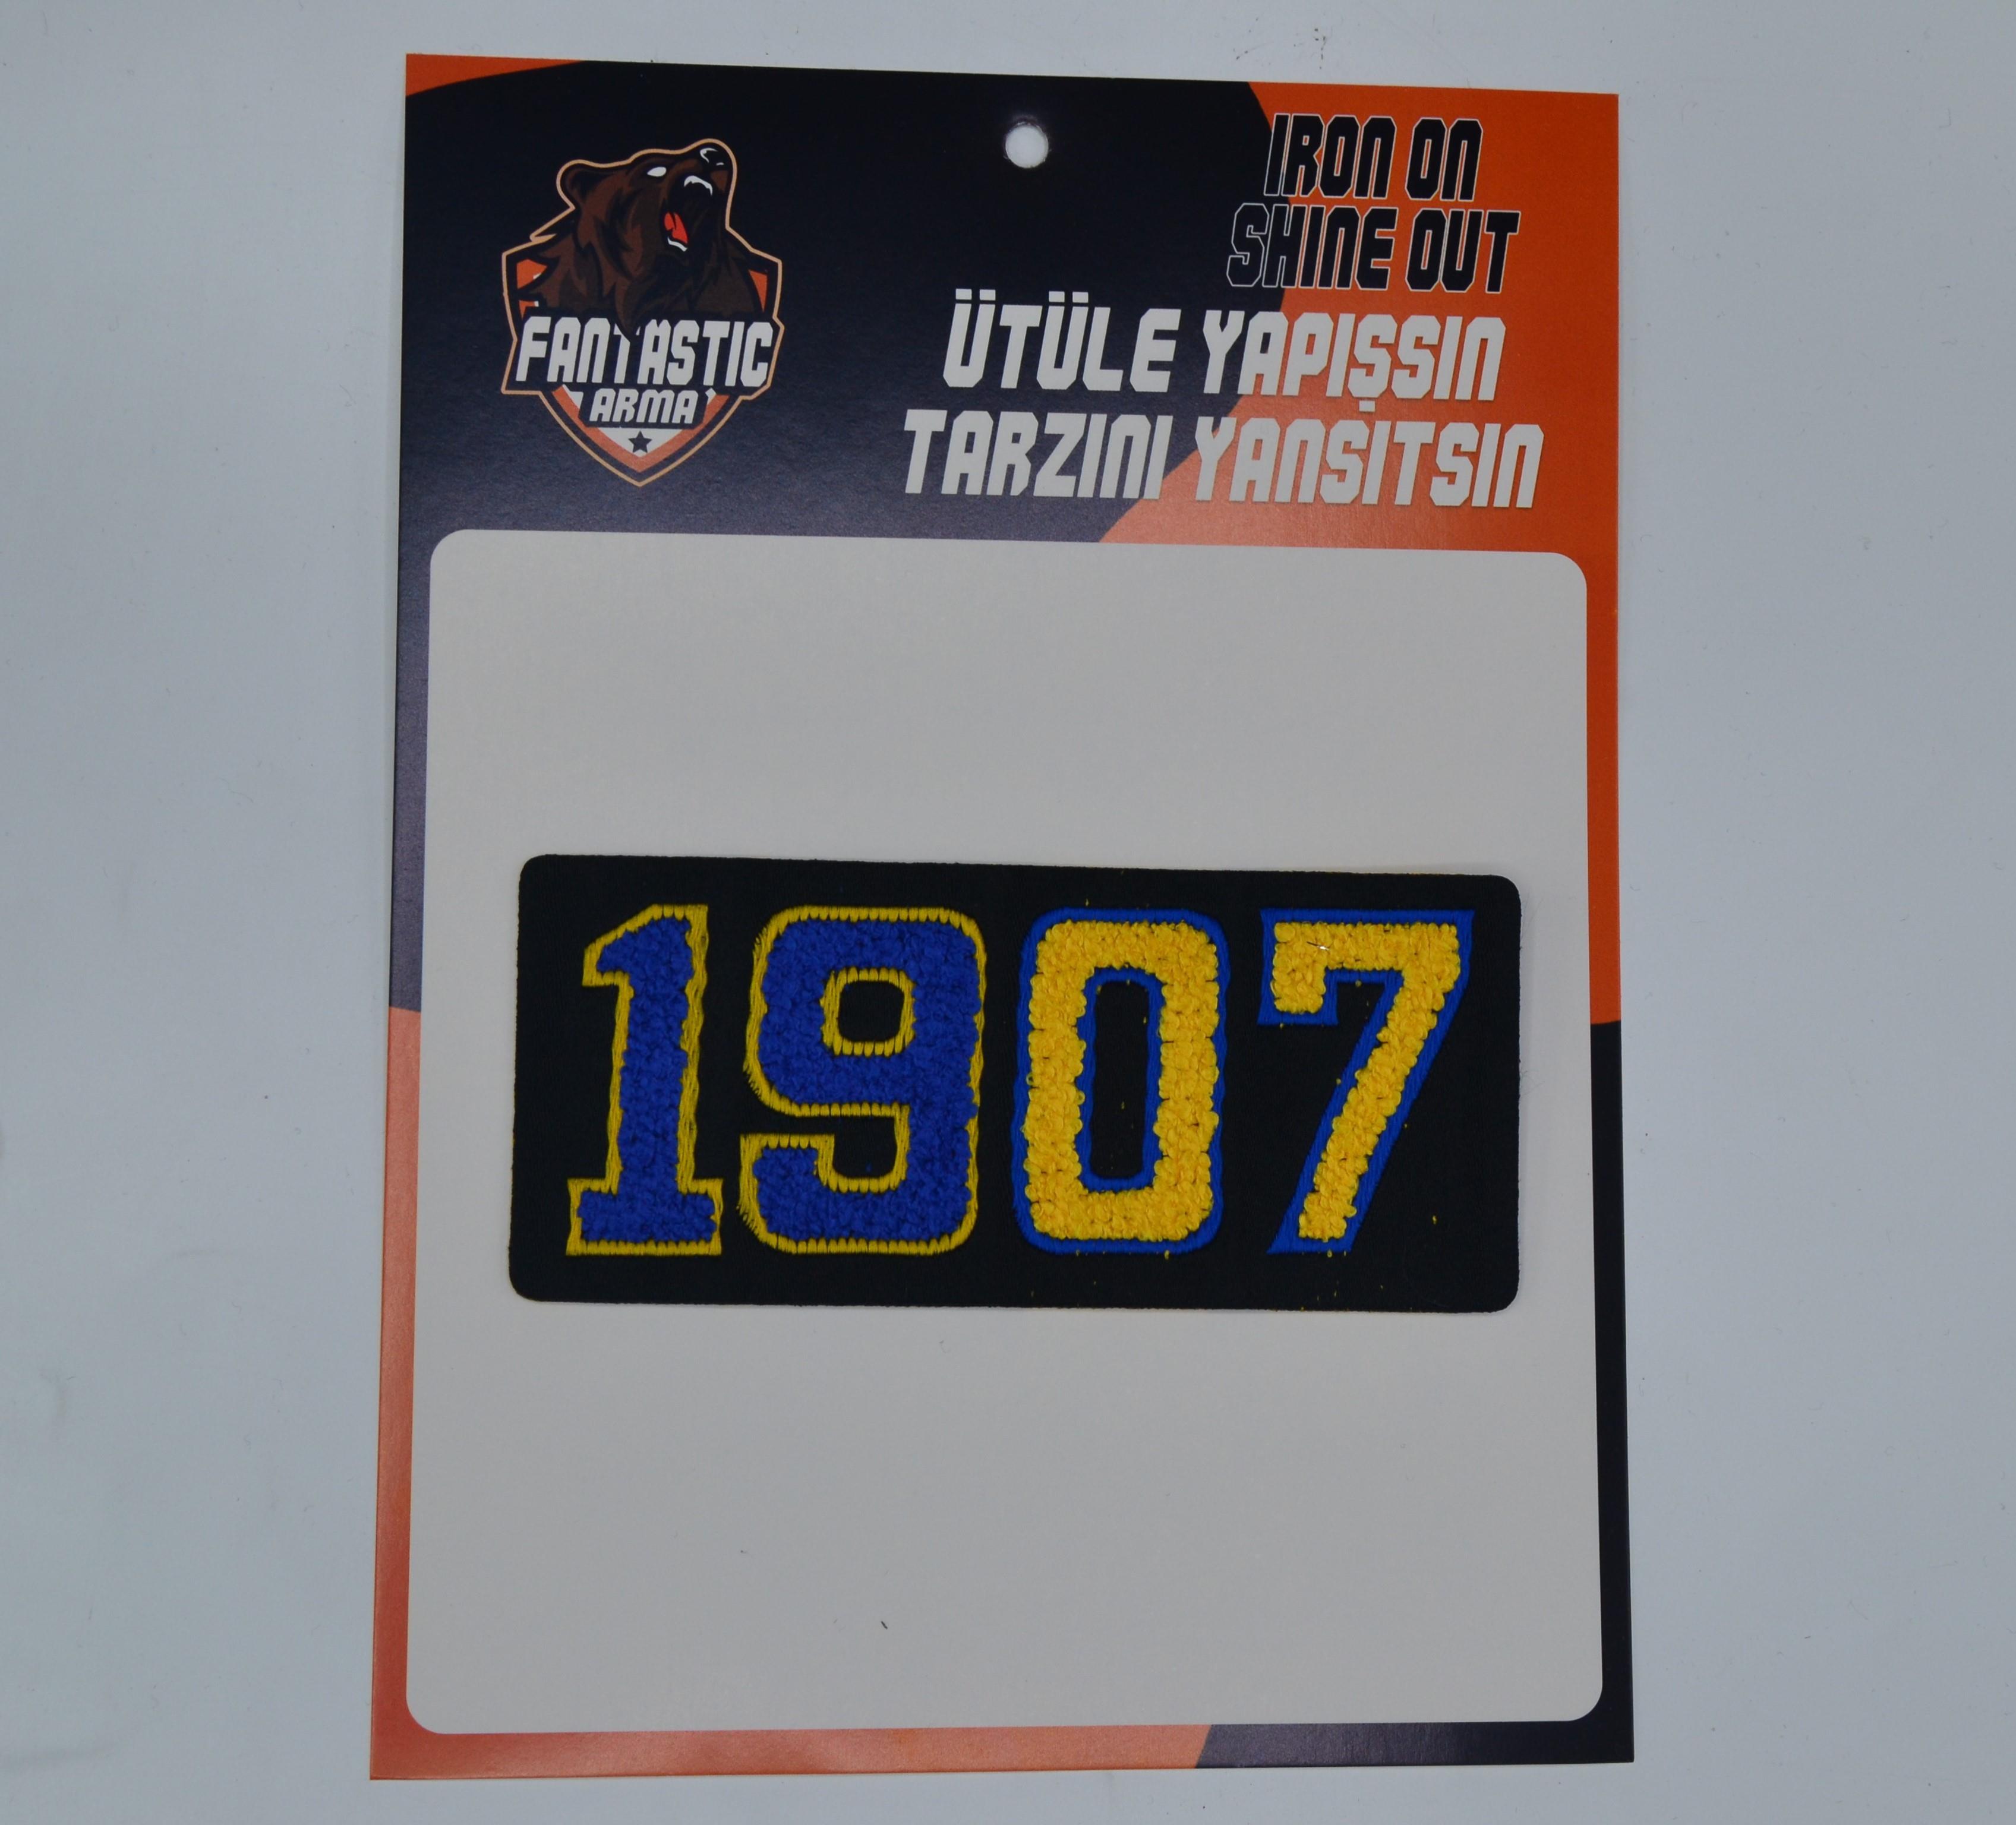 FANTASTIC
ARMA
IRON ON
SHINE OUT
ÜTÜLE YAPIŞSIN
TARZINI YANSITSIN
1907